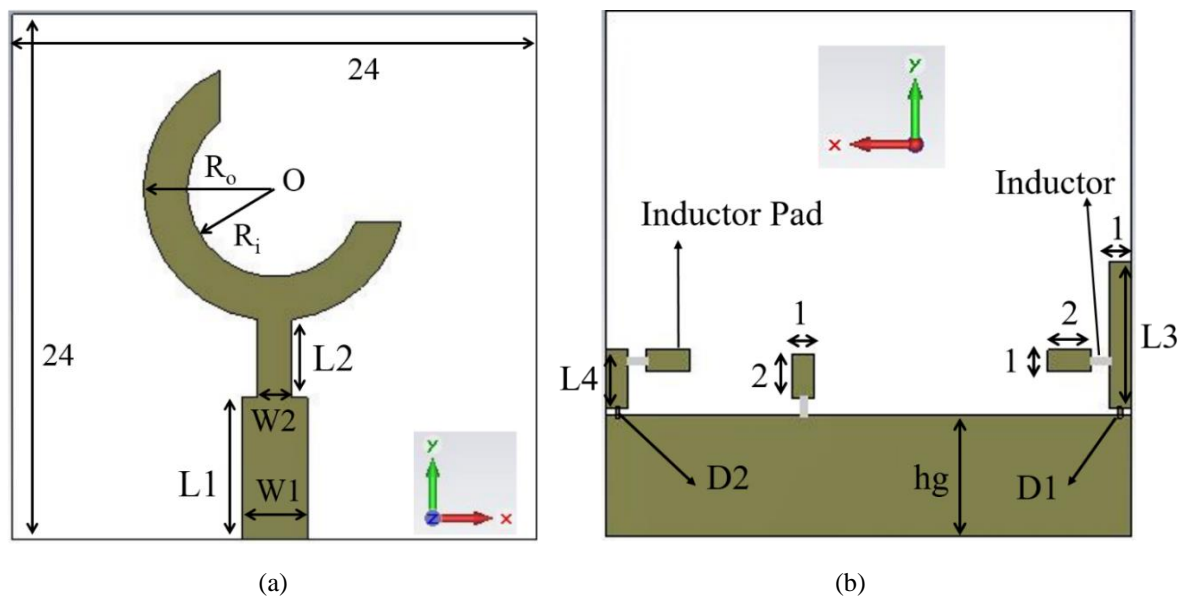 24
R₀
O
Rᵢ
24
L2
W2
L1
W1
Y
Z
X
(a)
Y
X
Inductor
Inductor Pad
1
1
2
L3
L4
2
1
D2
hg
D1
(b)